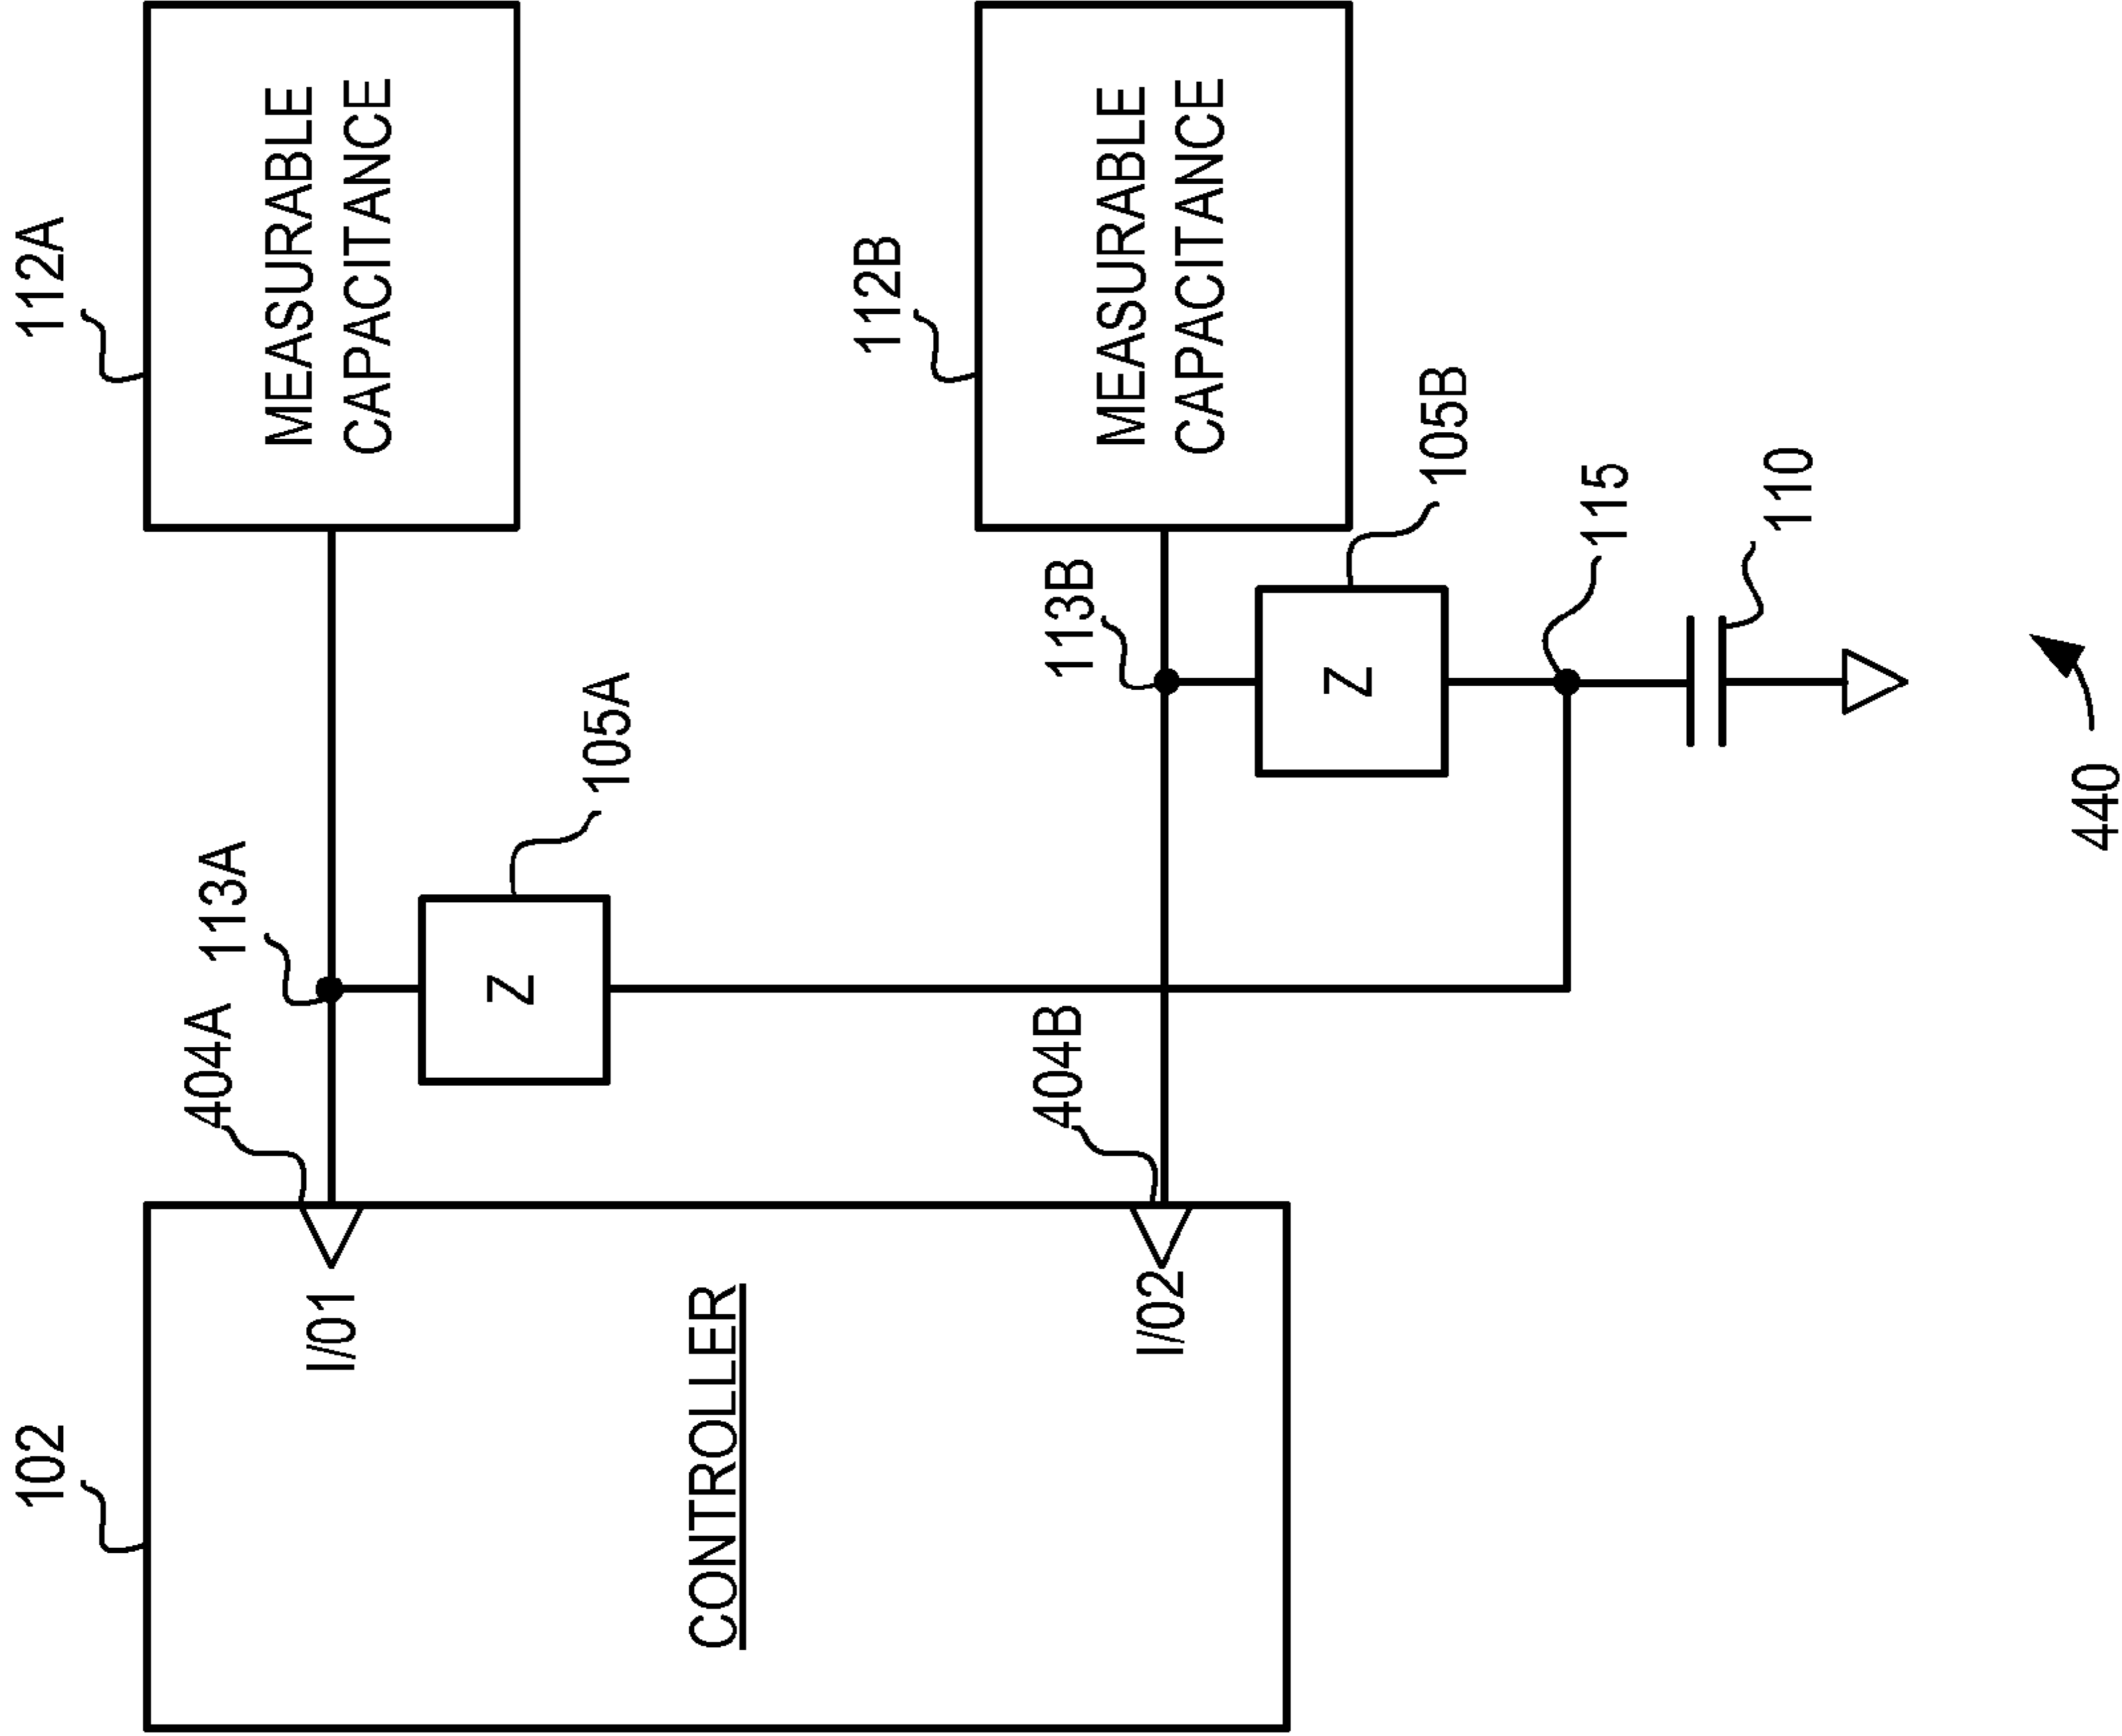 112A
MEASURABLE
CAPACITANCE
112B
MEASURABLE
CAPACITANCE
105B
115
110
113B
105A
Z
113A
Z
404A
404B
440
102
I/01
CONTROLLER
I/02